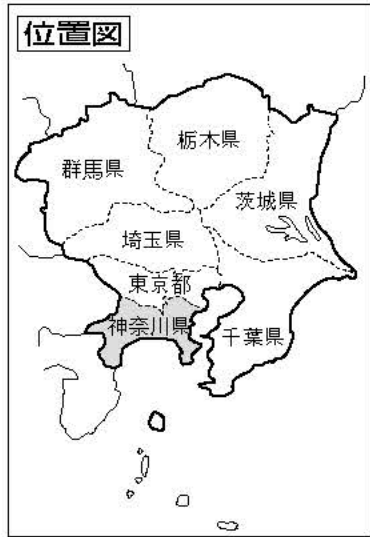 位置図
栃木県
群馬県
茨城県
埼玉県
東京都
神奈川県
千葉県